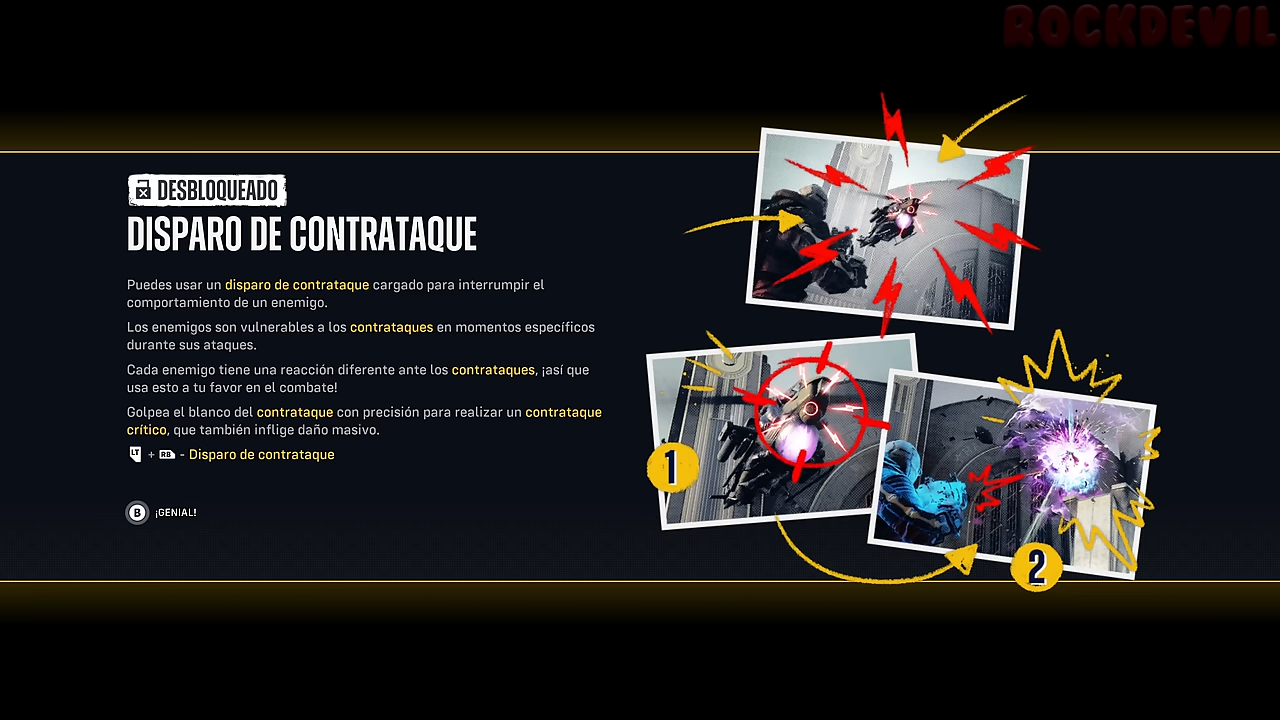 ROCKDEVIL
DESBLOQUEADO
DISPARO DE CONTRATAQUE
Puedes usar un disparo de contrataque cargado para interrumpir el
comportamiento de un enemigo.
Los enemigos son vulnerables a los contrataques en momentos específicos
durante sus ataques.
Cada enemigo tiene una reacción diferente ante los contrataques, ¡así que
usa esto a tu favor en el combate!
Golpea el blanco del contrataque con precisión para realizar un contrataque
crítico, que también inflige daño masivo.
LT + RB - Disparo de contrataque
B ¡GENIAL!
1
2